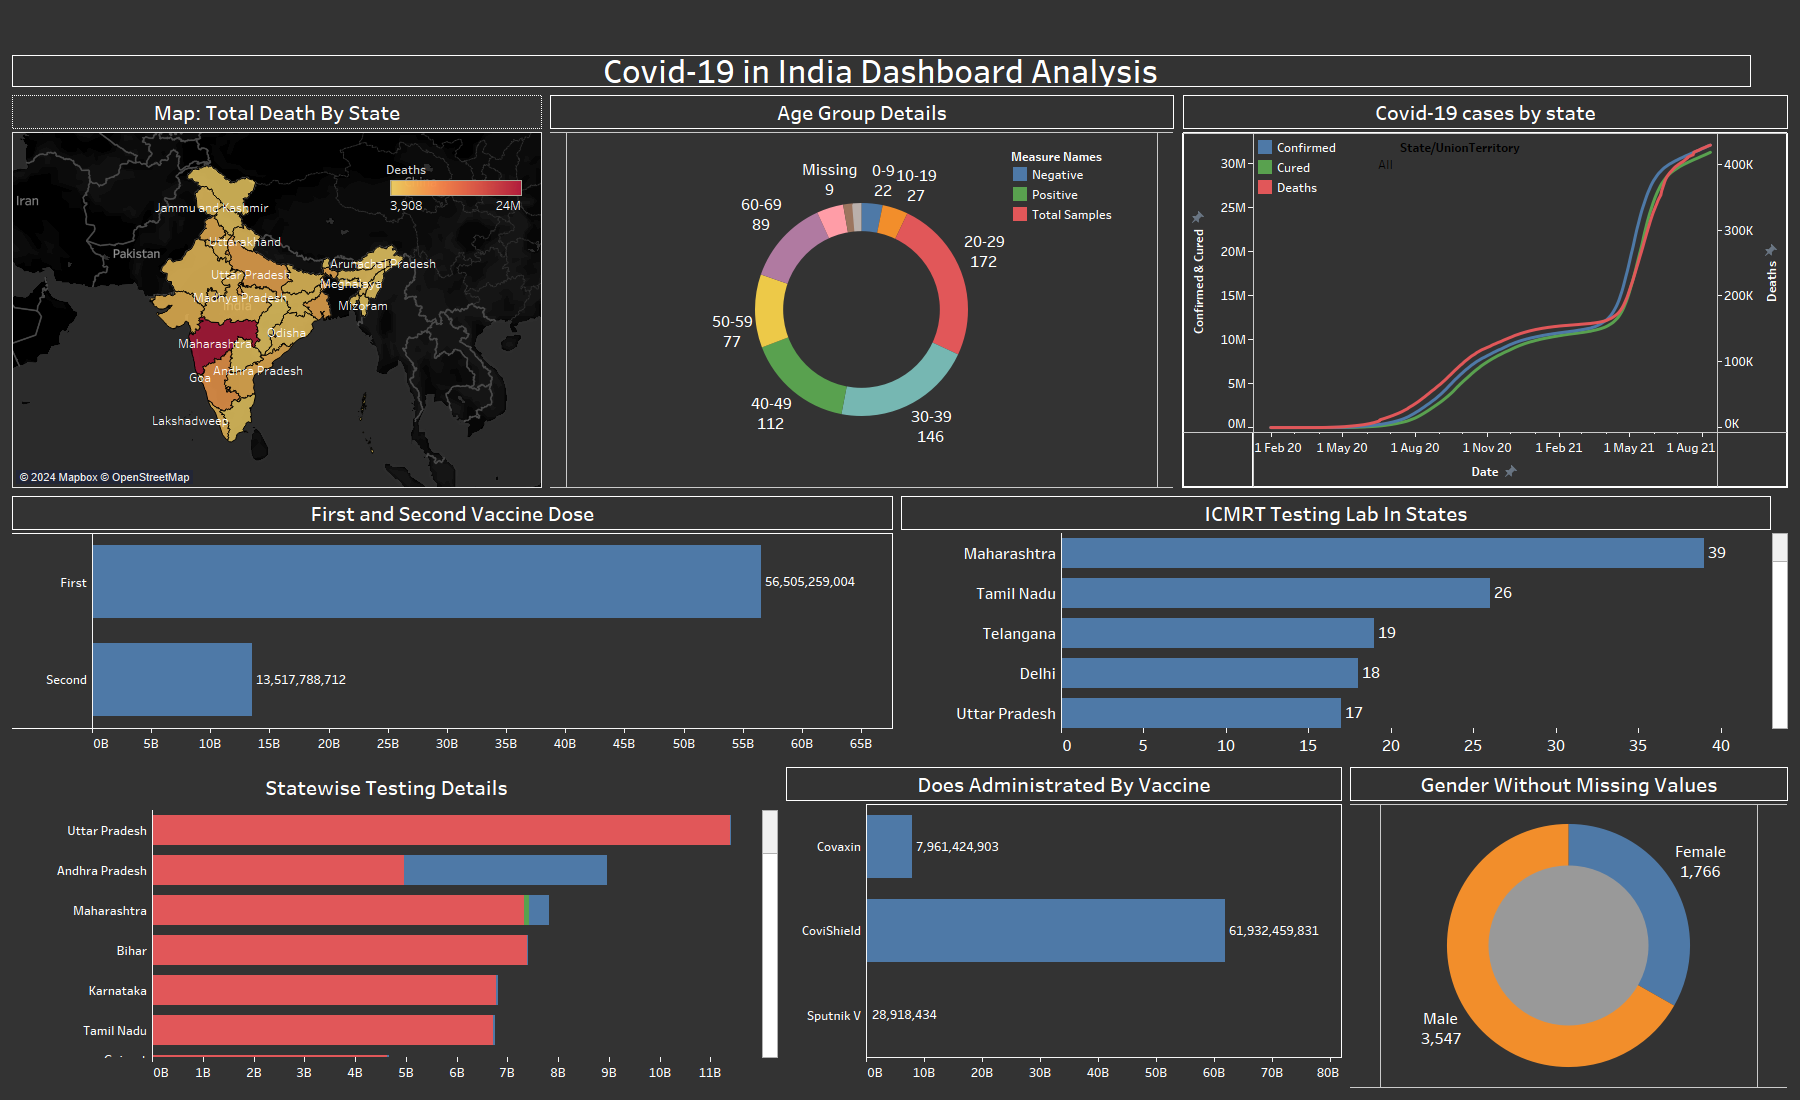 Covid-19 in India Dashboard Analysis
Map: Total Death By State
Age Group Details
Covid-19 cases by state
Deaths
China
3,908
24M
Iran
Jammu and Kashmir
Uttarakhand
Pakistan
Arunachal Pradesh
Uttar Pradesh
Meghalaya
Madhya Pradesh
India
Mizoram
Odisha
Maharashtra
Andhra Pradesh
Goa
Lakshadweep
© 2024 Mapbox © OpenStreetMap
Measure Names
Negative
Positive
Total Samples
Missing
9
0-9
22
10-19
27
20-29
172
30-39
146
40-49
112
50-59
77
60-69
89
Confirmed
Cured
Deaths
State/UnionTerritory
All
Confirmed & Cured
30M
25M
20M
15M
10M
5M
0M
400K
300K
200K
100K
0K
Deaths
1 Feb 20
1 May 20
1 Aug 20
1 Nov 20
1 Feb 21
1 May 21
1 Aug 21
Date
First and Second Vaccine Dose
First
56,505,259,004
Second
13,517,788,712
0B 5B 10B 15B 20B 25B 30B 35B 40B 45B 50B 55B 60B 65B
ICMRT Testing Lab In States
Maharashtra 39
Tamil Nadu 26
Telangana 19
Delhi 18
Uttar Pradesh 17
0 5 10 15 20 25 30 35 40
Statewise Testing Details
Uttar Pradesh
Andhra Pradesh
Maharashtra
Bihar
Karnataka
Tamil Nadu
0B 1B 2B 3B 4B 5B 6B 7B 8B 9B 10B 11B
Does Administrated By Vaccine
Covaxin 7,961,424,903
CoviShield 61,932,459,831
Sputnik V 28,918,434
0B 10B 20B 30B 40B 50B 60B 70B 80B
Gender Without Missing Values
Female
1,766
Male
3,547